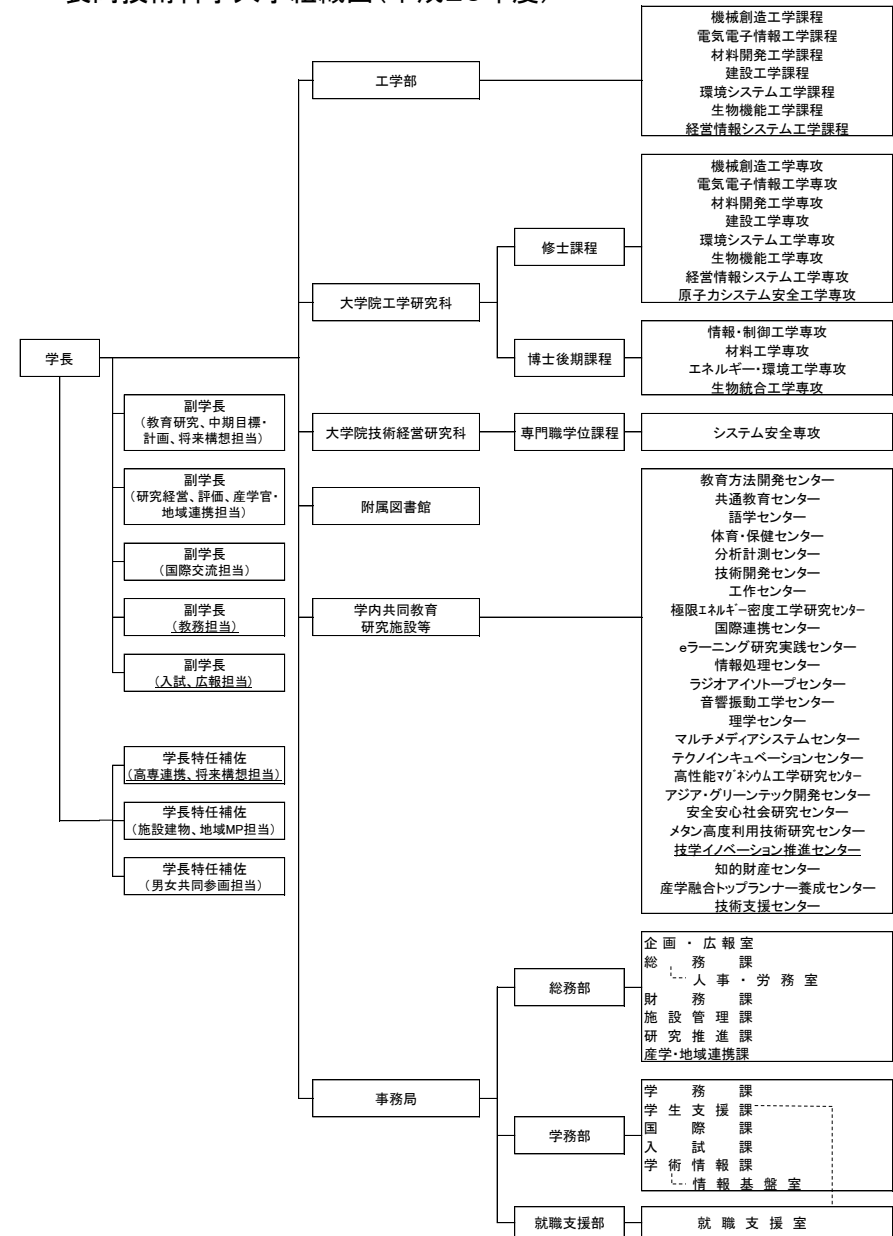 機械創造工学課程
電気電子情報工学課程
材料開発工学課程
建設工学課程
環境システム工学課程
生物機能工学課程
経営情報システム工学課程
工学部
機械創造工学専攻
電気電子情報工学専攻
材料開発工学専攻
建設工学専攻
環境システム工学専攻
生物機能工学専攻
経営情報システム工学専攻
原子力システム安全工学専攻
修士課程
大学院工学研究科
情報・制御工学専攻
材料工学専攻
エネルギー・環境工学専攻
生物統合工学専攻
博士後期課程
学長
副学長
(教育研究、中期目標・
計画、将来構想担当)
大学院技術経営研究科
専門職学位課程
システム安全専攻
副学長
(研究経営、評価、産学官・
地域連携担当)
附属図書館
副学長
(国際交流担当)
副学長
(教務担当)
学内共同教育
研究施設等
副学長
(入試、広報担当)
学長特任補佐
(高専連携、将来構想担当)
学長特任補佐
(施設建物、地域MP担当)
学長特任補佐
(男女共同参画担当)
教育方法開発センター
共通教育センター
語学センター
体育・保健センター
分析計測センター
技術開発センター
工作センター
極限エネルギー密度工学研究センター
国際連携センター
eラーニング研究実践センター
情報処理センター
ラジオアイソトープセンター
音響振動工学センター
理学センター
マルチメディアシステムセンター
テクノインキュベーションセンター
高性能マグネシウム工学研究センター
アジア・グリーンテック開発センター
安全安心社会研究センター
メタン高度利用技術研究センター
技学イノベーション推進センター
知的財産センター
産学融合トップランナー養成センター
技術支援センター
事務局
総務部
企画・広報室
総務課
人事・労務室
財務課
施設管理課
研究推進課
産学・地域連携課
学務部
学務課
学生支援課
国際課
入試課
学術情報課
情報基盤室
就職支援部
就職支援室